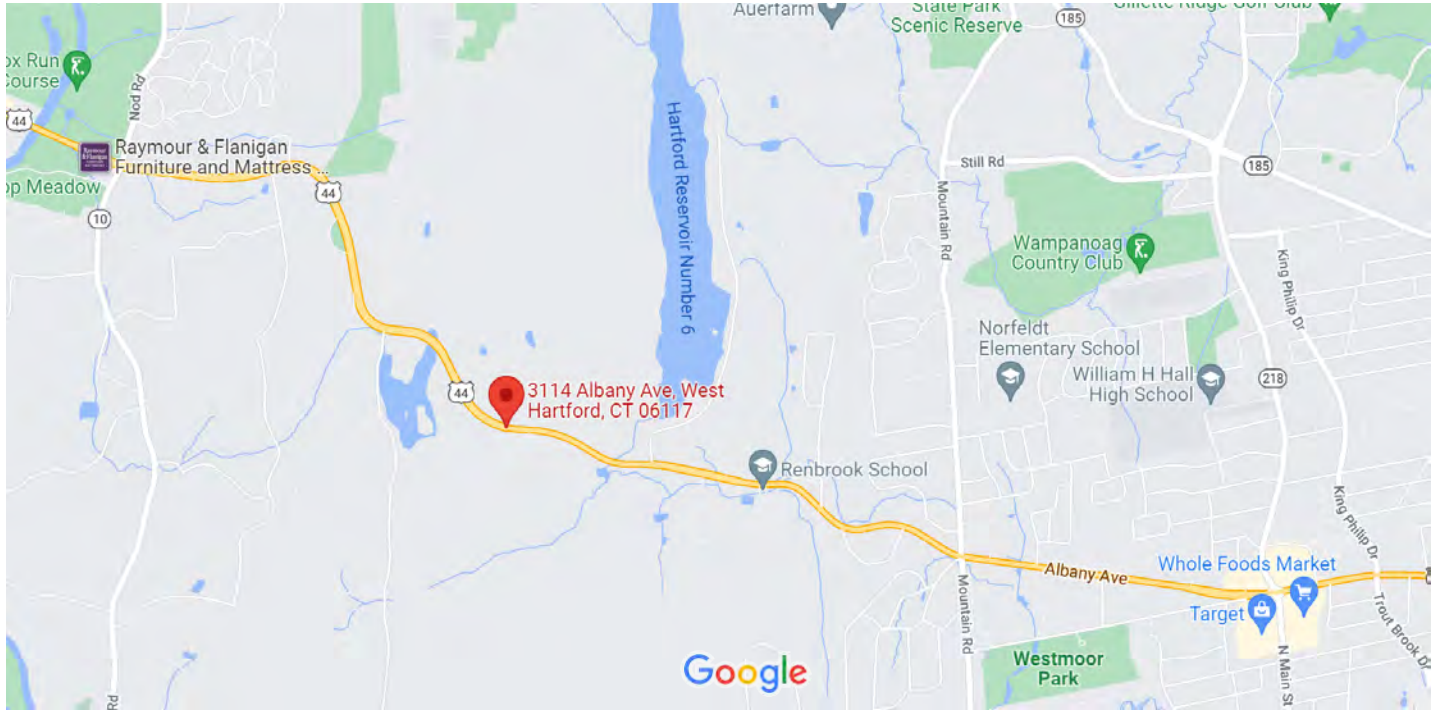 Auerfarm
State Park
Scenic Reserve
Gillette Ridge Golf Club
185
ox Run
Course
Nod Rd
44
Raymour & Flanigan
Furniture and Mattress ...
op Meadow
44
10
Hartford Reservoir Number 6
Still Rd
185
Mountain Rd
Wampanoag
Country Club
King Philip Dr
Norfeldt
Elementary School
William H Hall
High School
218
44
3114 Albany Ave, West
Hartford, CT 06117
Renbrook School
King Philip Dr
Albany Ave
Whole Foods Market
Target
Mountain Rd
Trout Brook Dr
Westmoor
Park
N Main St
Google
Rd